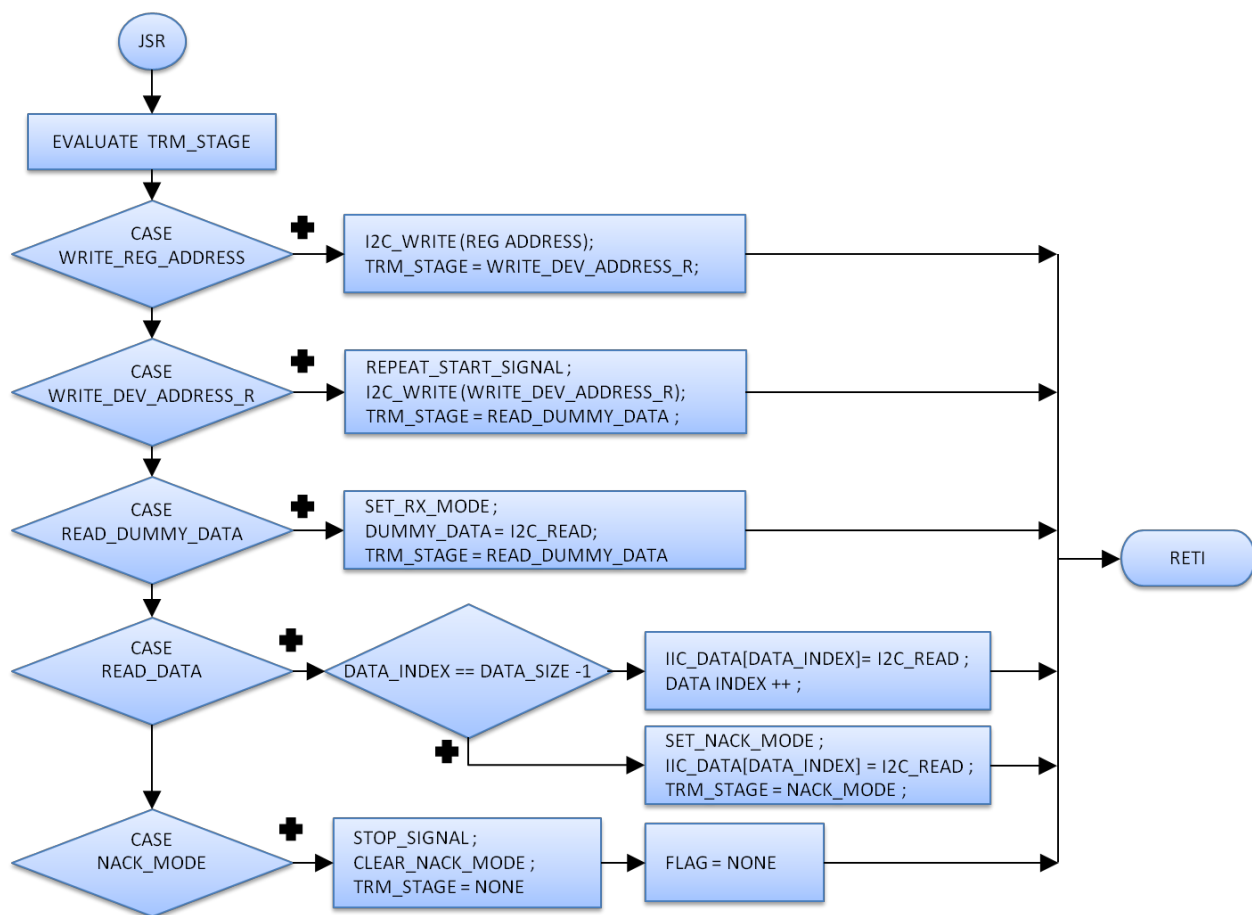 JSR
EVALUATE TRM_STAGE
CASE
WRITE_REG_ADDRESS
I2C_WRITE (REG ADDRESS);
TRM_STAGE = WRITE_DEV_ADDRESS_R;
CASE
WRITE_DEV_ADDRESS_R
REPEAT_START_SIGNAL ;
I2C_WRITE (WRITE_DEV_ADDRESS_R);
TRM_STAGE = READ_DUMMY_DATA ;
CASE
READ_DUMMY_DATA
SET_RX_MODE ;
DUMMY_DATA = I2C_READ;
TRM_STAGE = READ_DUMMY_DATA
RETI
CASE
READ_DATA
DATA_INDEX == DATA_SIZE -1
IIC_DATA[DATA_INDEX]= I2C_READ ;
DATA INDEX ++ ;
SET_NACK_MODE ;
IIC_DATA[DATA_INDEX] = I2C_READ ;
TRM_STAGE = NACK_MODE ;
CASE
NACK_MODE
STOP_SIGNAL ;
CLEAR_NACK_MODE ;
TRM_STAGE = NONE
FLAG = NONE